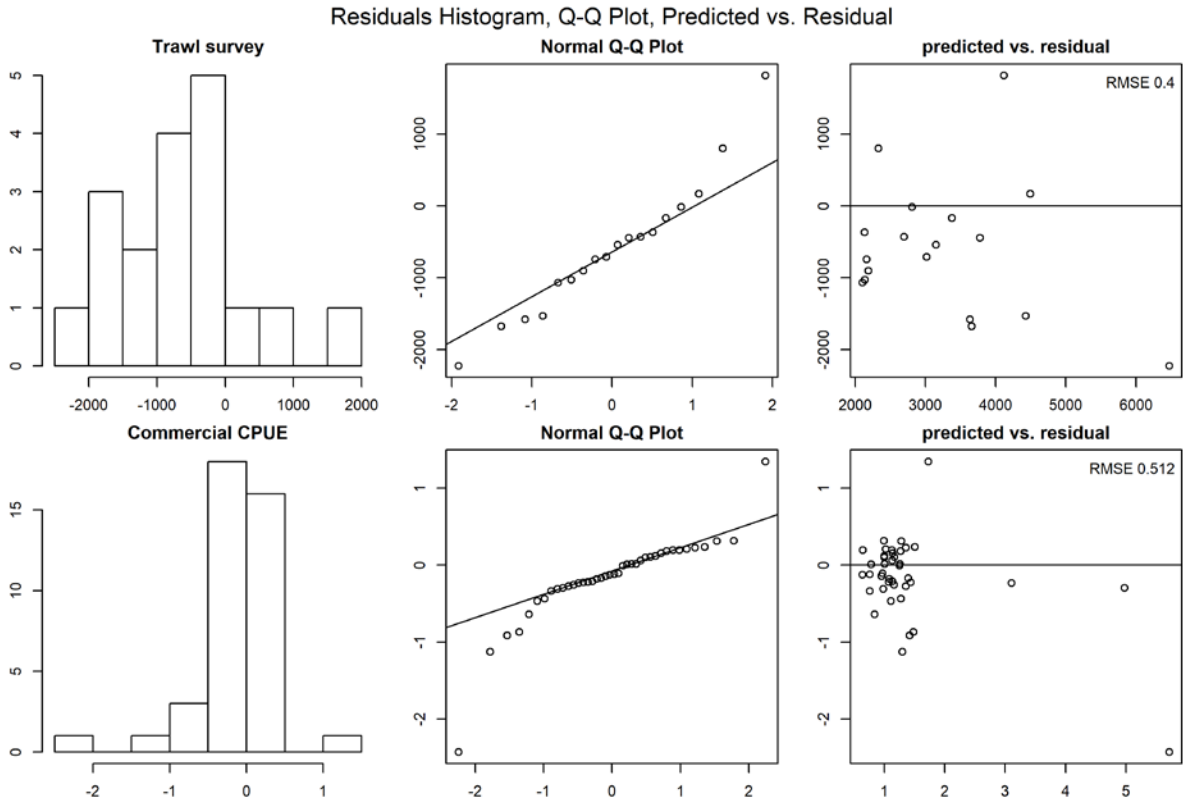 Residuals Histogram, Q-Q Plot, Predicted vs. Residual
Trawl survey
0 1 2 3 4 5
-2000 -1000 0 1000 2000
Normal Q-Q Plot
-2000 -1000 0 1000
-2 -1 0 1 2
predicted vs. residual
RMSE 0.4
-2000 -1000 0 1000
2000 3000 4000 5000 6000
Commercial CPUE
0 5 10 15
-2 -1 0 1
Normal Q-Q Plot
-2 -1 0 1
-2 -1 0 1 2
predicted vs. residual
RMSE 0.512
-2 -1 0 1
1 2 3 4 5